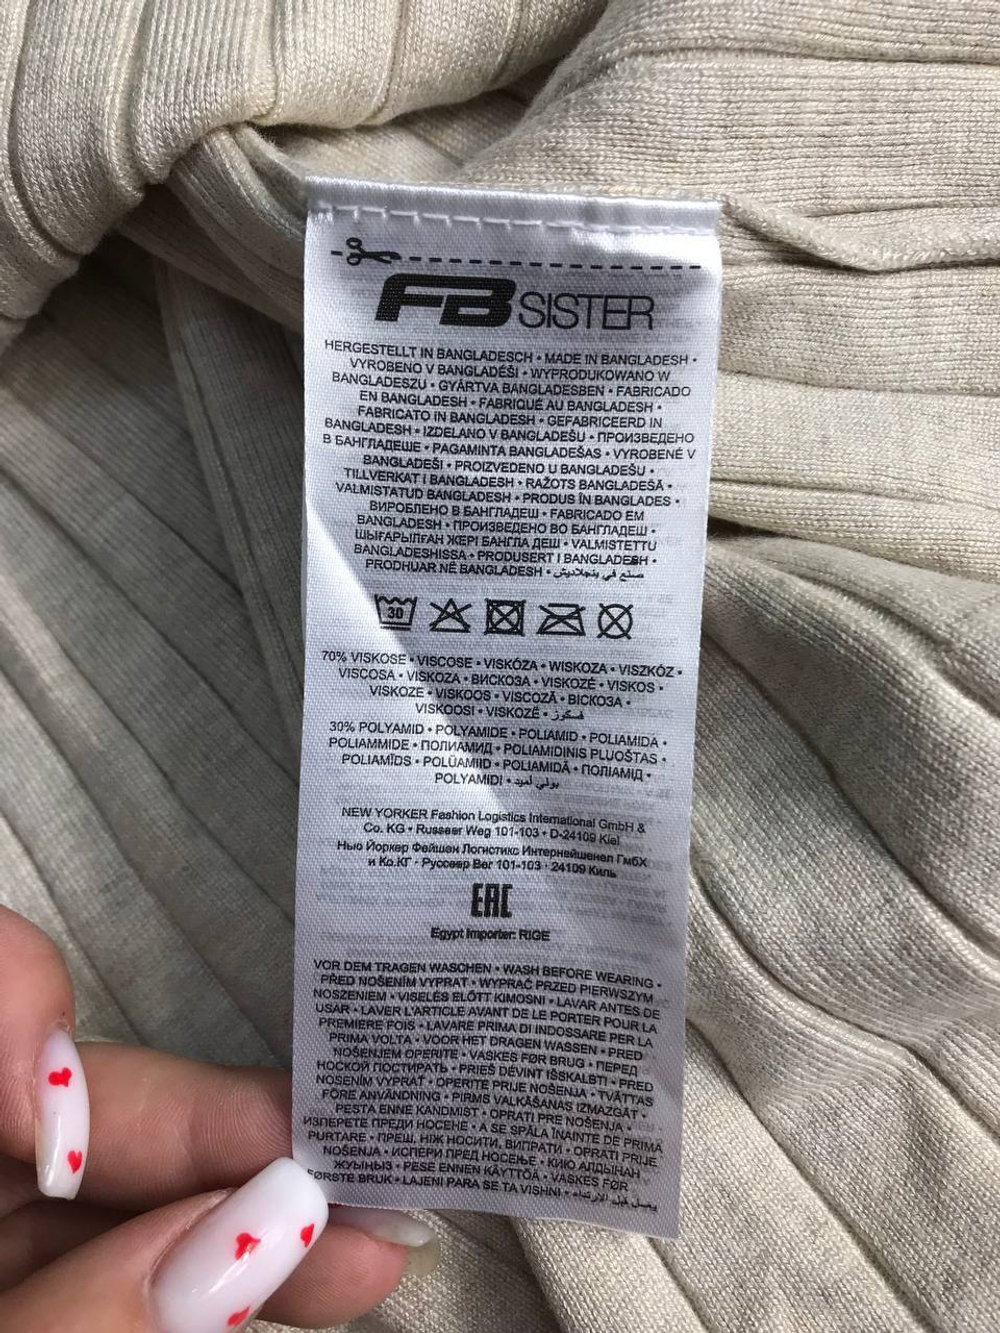 FB SISTER
HERGESTELLT IN BANGLADESCH • MADE IN BANGLADESH •
VYROBENO V BANGLADÉŠI • WYPRODUKOWANO W
BANGLADESZU • GYÁRTVA BANGLADESBEN • FABRICADO
EN BANGLADESH • FABRIQUÉ AU BANGLADESH •
FABRICATO IN BANGLADESH • GEFABRICEERD IN
BANGLADESH • IZDELANO V BANGLADEŠU • ПРОИЗВЕДЕНО
В БАНГЛАДЕШЕ • PAGAMINTA BANGLADEŠAS • VYROBENÉ V
BANGLADEŠI • PROIZVEDENO U BANGLADEŠU •
TILLVERKAT I BANGLADESH • RAŽOTS BANGLADEŠĀ •
VALMISTATUD BANGLADESH • PRODUS ÎN BANGLADES •
ВИРОБЛЕНО В БАНГЛАДЕШ • FABRICADO EM
BANGLADESH • ПРОИЗВЕДЕНО ВО БАНГЛАДЕШ •
ШЫҒАРЫЛҒАН ЖЕРІ БАНГЛА ДЕШ • VALMISTETTU
BANGLADESHISSA • PRODUSERT I BANGLADESH •
PRODHUAR NË BANGLADESH • صنع في بنجلاديش
30
70% VISKOSE • VISCOSE • VISKÓZA • WISKOZA • VISZKÓZ •
VISCOSA • VISKOZA • ВИСКОЗА • VISKOZÉ • VISKOS •
VISKOZE • VISKOOS • VISCOZĂ • ВІСКОЗА •
VISKOOSI • VISKOZË • فسكوز
30% POLYAMID • POLYAMIDE • POLIAMID • POLIAMIDA •
POLIAMMIDE • ПОЛИАМИД • POLIAMIDINIS PLUOŠTAS •
POLIAMĪDS • POLÜAMIID • POLIAMIDĂ • ПОЛІАМІД •
POLYAMIDI • بولي اميد
NEW YORKER Fashion Logistics International GmbH &
Co. KG • Russeer Weg 101-103 • D-24109 Kiel
Нью Йоркер Фейшен Логистикс Интернейшенел ГмбХ
и Ко.КГ · Руссеер Вег 101-103 · 24109 Киль
EAC
Egypt Importer: RIGE
VOR DEM TRAGEN WASCHEN • WASH BEFORE WEARING •
PŘED NOŠENÍM VYPRAT • WYPRAĆ PRZED PIERWSZYM
NOSZENIEM • VISELÉS ELŐTT KIMOSNI • LAVAR ANTES DE
USAR • LAVER L'ARTICLE AVANT DE LE PORTER POUR LA
PREMIERE FOIS • LAVARE PRIMA DI INDOSSARE PER LA
PRIMA VOLTA • VOOR HET DRAGEN WASSEN • PRED
NOŠENJEM OPERITE • VASKES FØR BRUG • ПЕРЕД
НОСКОЙ ПОСТИРАТЬ • PRIEŠ DĖVINT IŠSKALBTI • PRED
NOSENÍM VYPRAŤ • OPERITE PRIJE NOŠENJA • TVÄTTAS
FÖRE ANVÄNDNING • PIRMS VALKĀŠANAS IZMAZGĀT •
PESTA ENNE KANDMIST • OPRATI PRE NOŠENJA •
ИЗПЕРЕТЕ ПРЕДИ НОСЕНЕ • A SE SPĂLA ÎNAINTE DE PRIMA
PURTARE • ПРЕШ, НІЖ НОСИТИ, ВИПРАТИ • OPRATI PRIJE
NOŠENJA • ИСПЕРИ ПРЕД НОСЕЊЕ • КИЮ АЛДЫНАН
ЖУЫҢЫЗ • PESE ENNEN KÄYTTÖÄ • VASKES FØR
FØRSTE BRUK • LAJENI PARA SE TA VISHNI • يغسل قبل الارتداء